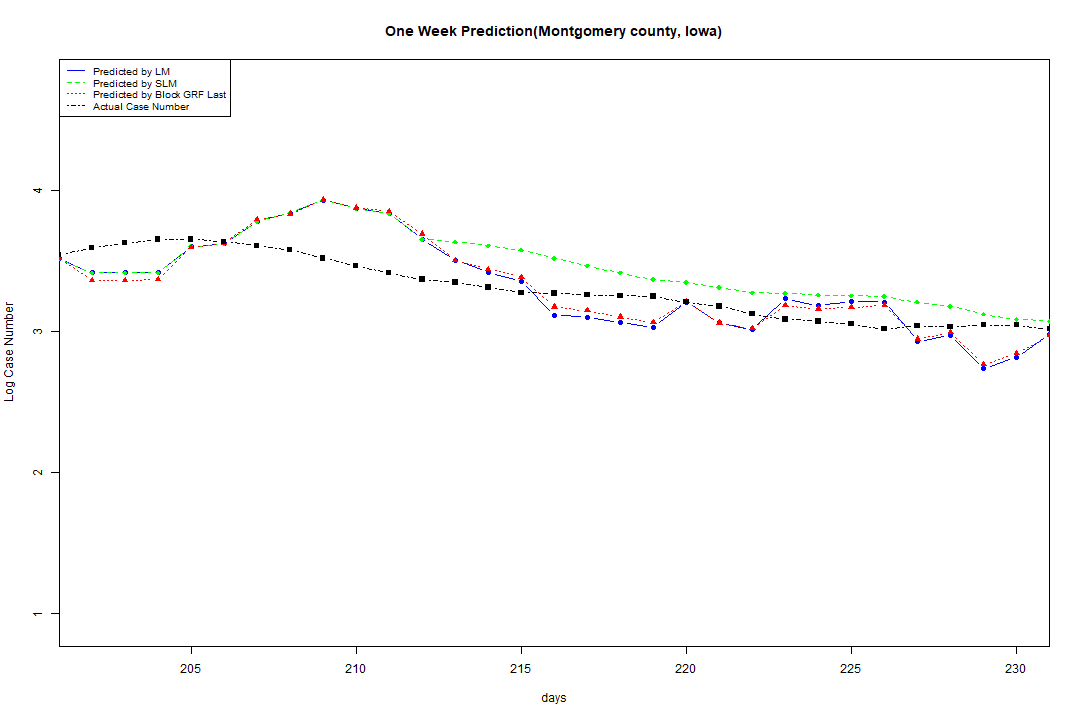 One Week Prediction(Montgomery county, Iowa)
Predicted by LM
Predicted by SLM
Predicted by Block GRF Last
Actual Case Number
4
3
2
1
Log Case Number
205 210 215 220 225 230
days